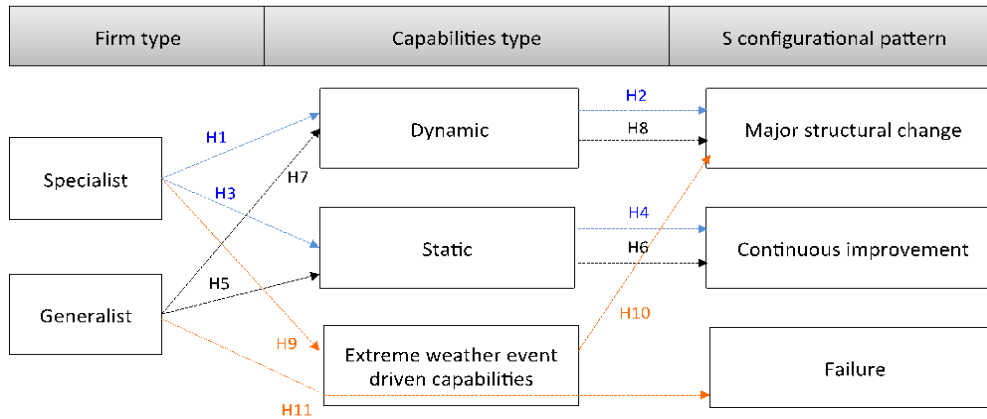 Firm type
Capabilities type
S configurational pattern
H2
H1
Dynamic
H8
Major structural change
Specialist
H7
H3
H4
Static
H6
Continuous improvement
H5
Generalist
H10
H9
Extreme weather event
driven capabilities
Failure
H11